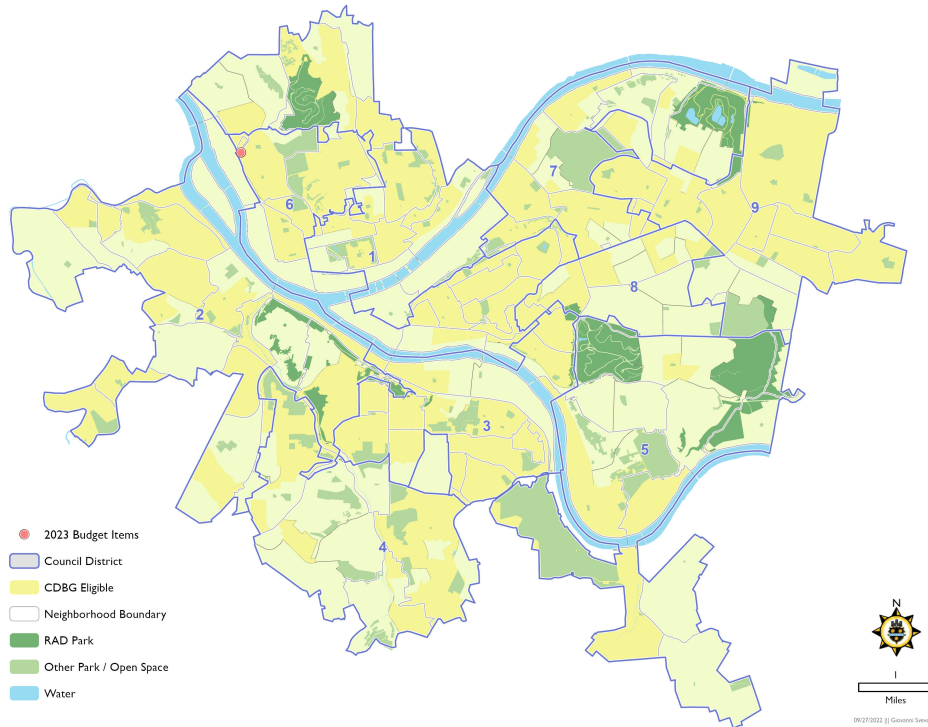 7
9
6
1
8
2
3
5
4
2023 Budget Items
Council District
CDBG Eligible
Neighborhood Boundary
RAD Park
Other Park / Open Space
Water
N
1
Miles
09/27/2022 || Giovanni